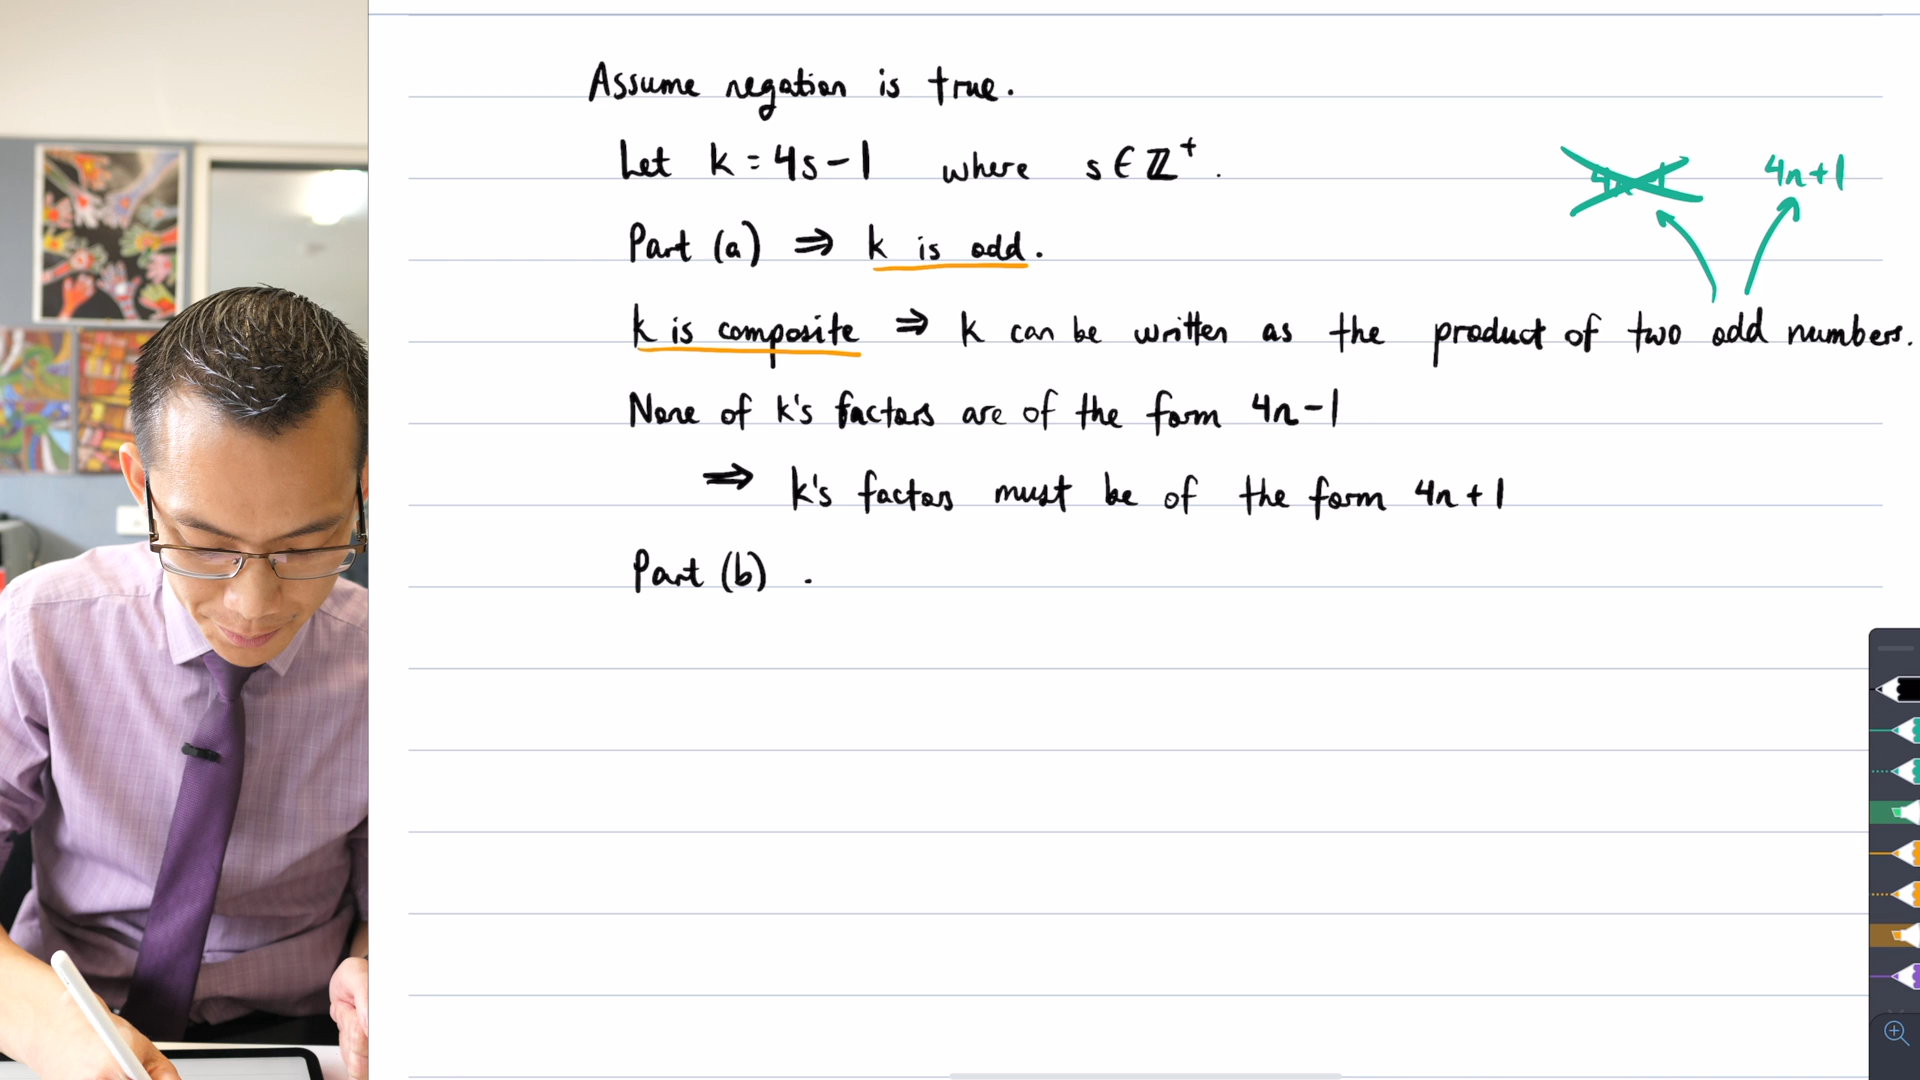 Assume negation is true.
Let k = 4s - 1 where s ∈ ℤ⁺.
Part (a) ⇒ k is odd.
4n+1
k is composite ⇒ k can be written as the product of two odd numbers.
None of k's factors are of the form 4n-1
⇒ k's factors must be of the form 4n+1
Part (b)